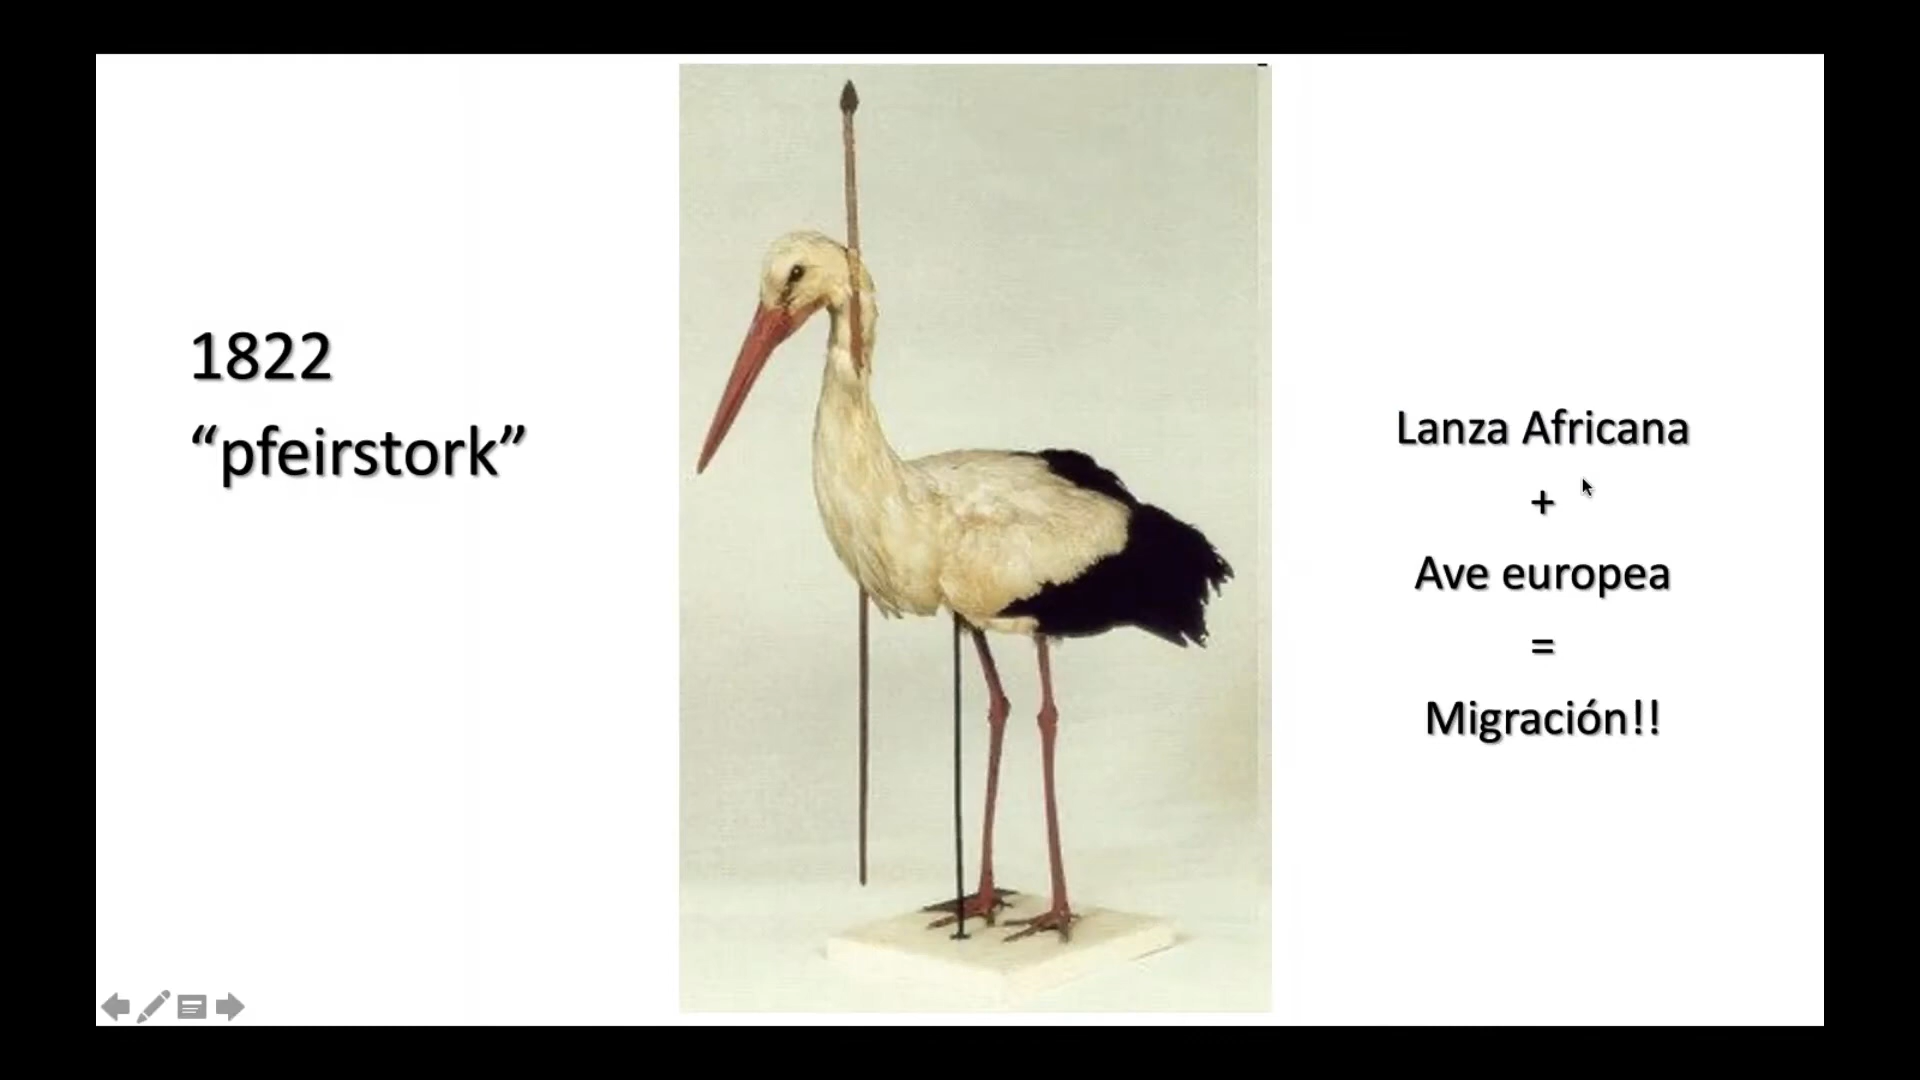 1822
“pfeirstork”
Lanza Africana
+
Ave europea
=
Migración!!